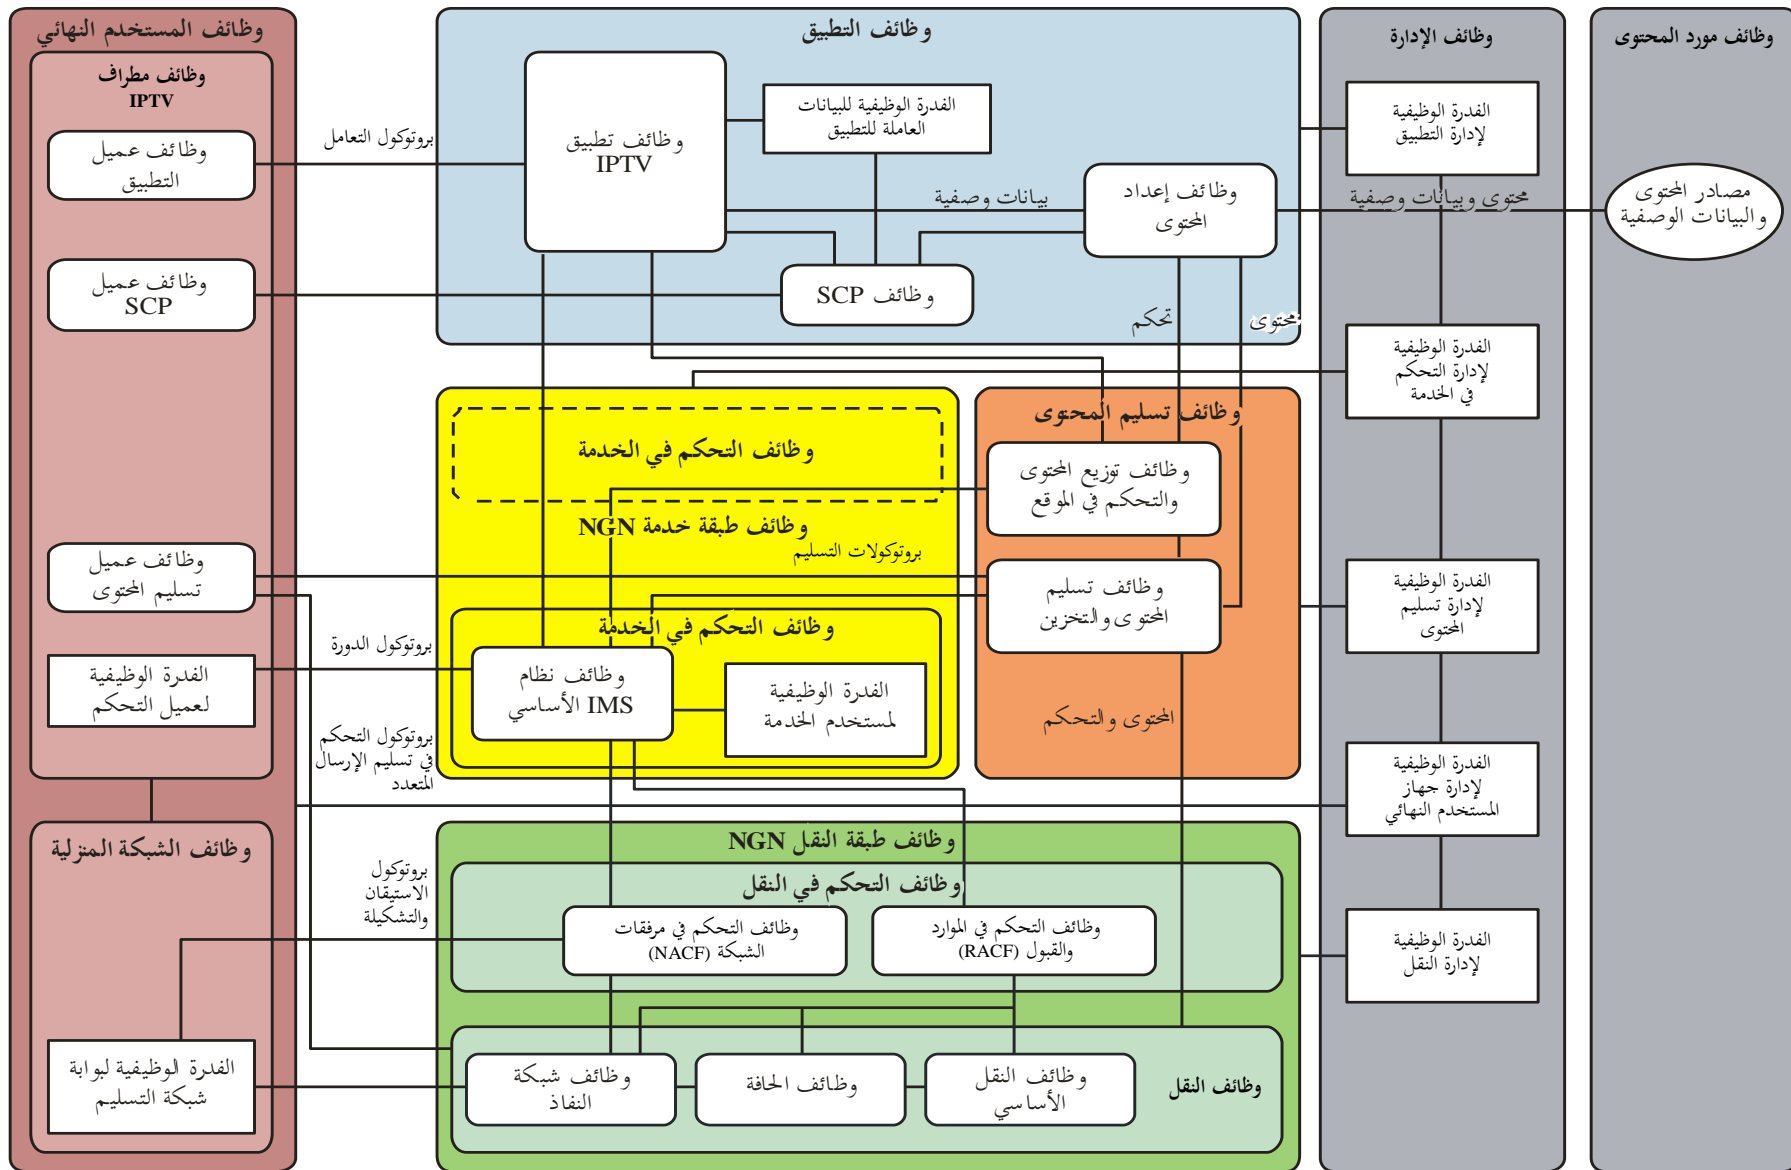 وظائف المستخدم النهائي
وظائف التطبيق
وظائف الإدارة
وظائف مورد المحتوى
وظائف مطراف
IPTV
وظائف عميل
التطبيق
بروتوكول التعامل
وظائف تطبيق
IPTV
الفدرة الوظيفية للبيانات
العاملة للتطبيق
الفدرة الوظيفية
لإدارة التطبيق
بيانات وصفية
وظائف إعداد
المحتوى
محتوى وبيانات وصفية
مصادر المحتوى
والبيانات الوصفية
وظائف عميل
SCP
وظائف SCP
تحكم
محتوى
الفدرة الوظيفية
لإدارة التحكم
في الخدمة
وظائف تسليم المحتوى
وظائف التحكم في الخدمة
وظائف توزيع المحتوى
والتحكم في الموقع
وظائف طبقة خدمة NGN
بروتوكولات التسليم
وظائف عميل
تسليم المحتوى
وظائف تسليم
المحتوى والتخزين
الفدرة الوظيفية
لإدارة تسليم
المحتوى
وظائف التحكم في الخدمة
بروتوكول الدورة
الفدرة الوظيفية
لعميل التحكم
وظائف نظام
IMS الأساسي
الفدرة الوظيفية
لمستخدم الخدمة
المحتوى والتحكم
بروتوكول التحكم
في تسليم الإرسال
المتعدد
الفدرة الوظيفية
لإدارة جهاز
المستخدم النهائي
وظائف الشبكة المنزلية
وظائف طبقة النقل NGN
بروتوكول
الاستيقان
والتشكيلة
وظائف التحكم في النقل
وظائف التحكم في مرفقات
الشبكة (NACF)
وظائف التحكم في الموارد
والقبول (RACF)
الفدرة الوظيفية
لإدارة النقل
الفدرة الوظيفية لبوابة
شبكة التسليم
وظائف شبكة
النفاذ
وظائف الحافة
وظائف النقل
الأساسي
وظائف النقل